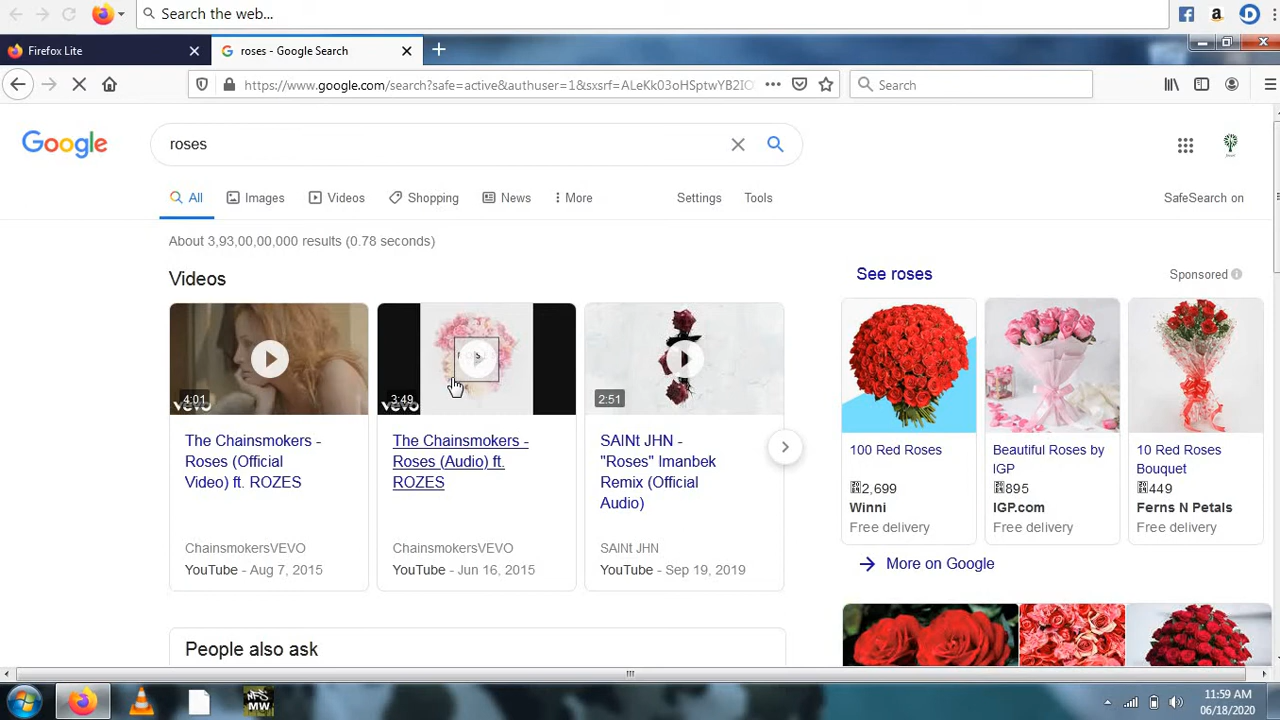 Search the web...
Firefox Lite
roses - Google Search
https://www.google.com/search?safe=active&authuser=1&sxsrf=ALeKk03oHSptwYB2IO
Search
Google
roses
All
Images
Videos
Shopping
News
More
Settings
Tools
SafeSearch on
About 3,93,00,00,000 results (0.78 seconds)
Videos
4:01
vevo
The Chainsmokers -
Roses (Official
Video) ft. ROZES
ChainsmokersVEVO
YouTube - Aug 7, 2015
3:49
vevo
The Chainsmokers -
Roses (Audio) ft.
ROZES
ChainsmokersVEVO
YouTube - Jun 16, 2015
2:51
SAINt JHN -
"Roses" Imanbek
Remix (Official
Audio)
SAINt JHN
YouTube - Sep 19, 2019
People also ask
See roses
Sponsored
100 Red Roses
2,699
Winni
Free delivery
Beautiful Roses by
IGP
895
IGP.com
Free delivery
10 Red Roses
Bouquet
449
Ferns N Petals
Free delivery
More on Google
NFS
MW
11:59 AM
06/18/2020